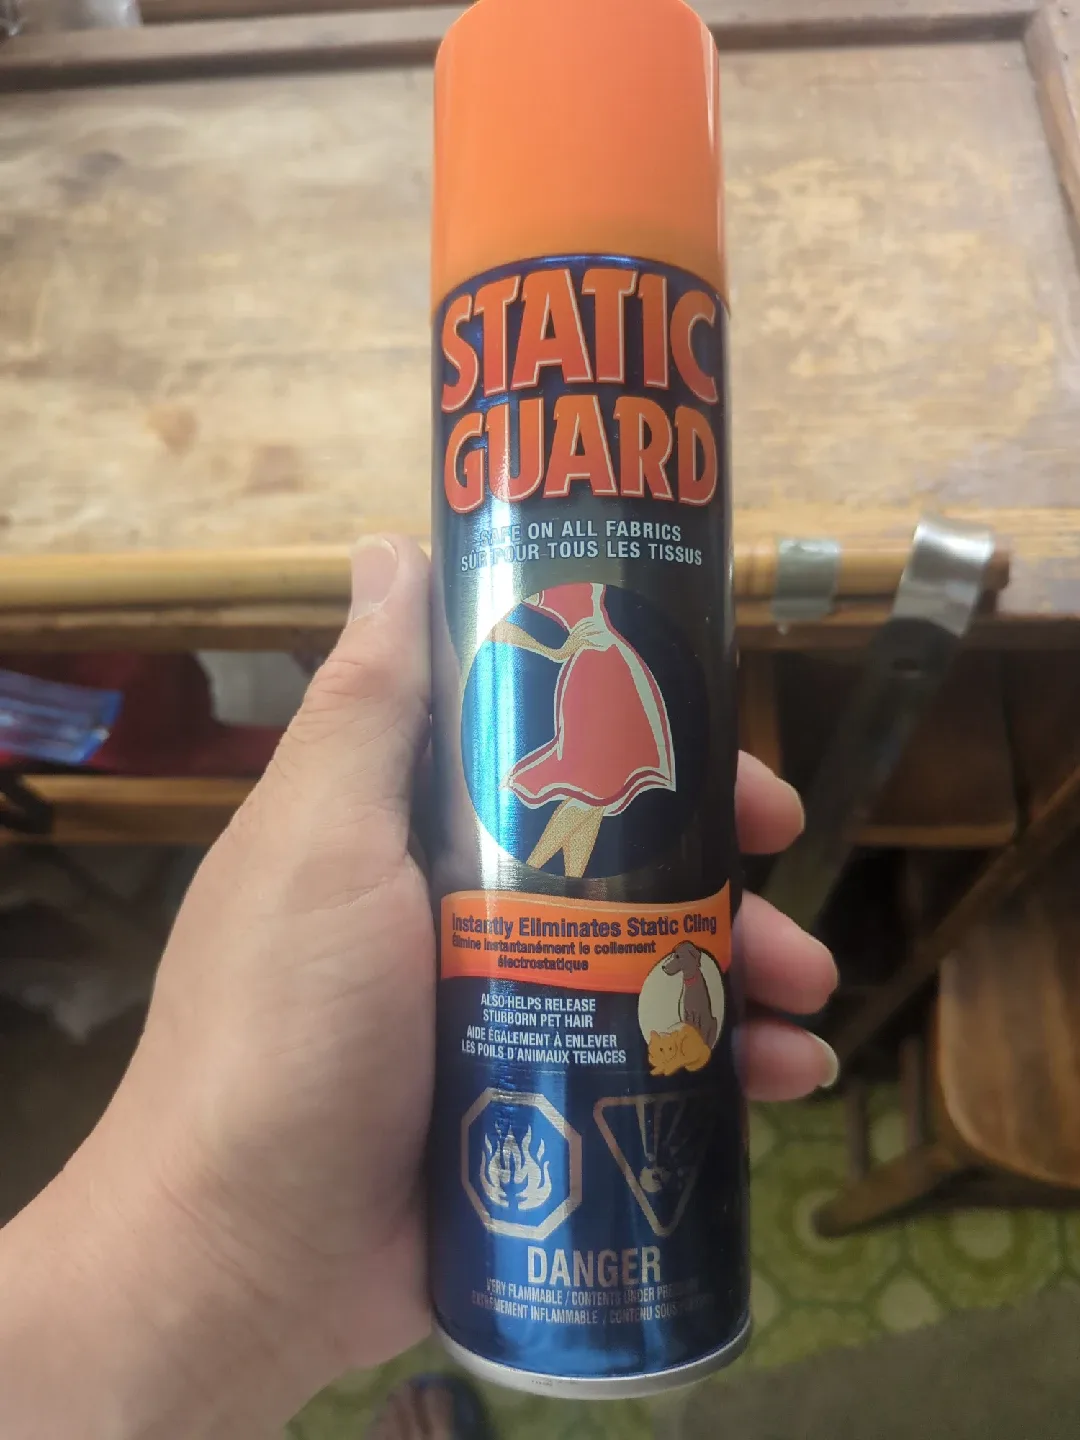 STATIC
GUARD
SAFE ON ALL FABRICS
SÛR POUR TOUS LES TISSUS
Instantly Eliminates Static Cling
Élimine instantanément le collement
électrostatique
ALSO HELPS RELEASE
STUBBORN PET HAIR
AIDE ÉGALEMENT À ENLEVER
LES POILS D'ANIMAUX TENACES
DANGER
VERY FLAMMABLE / CONTENTS UNDER PRESSURE
EXTRÊMEMENT INFLAMMABLE / CONTENU SOUS